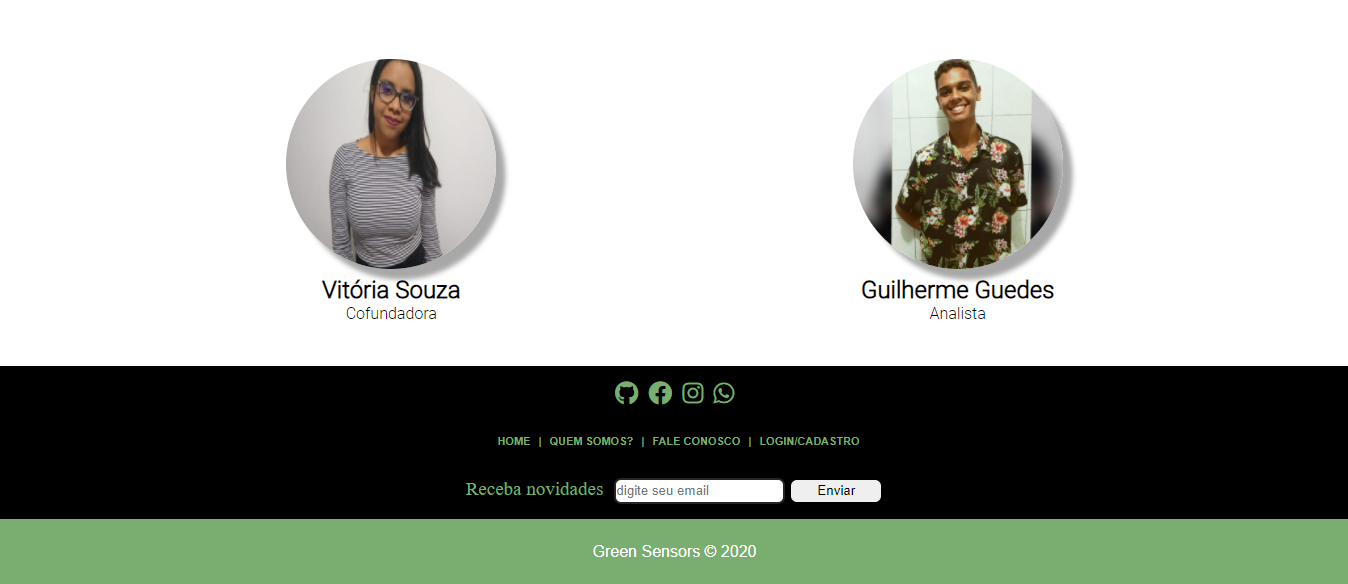 Vitória Souza
Cofundadora
Guilherme Guedes
Analista
HOME | QUEM SOMOS? | FALE CONOSCO | LOGIN/CADASTRO
Receba novidades digite seu email Enviar
Green Sensors © 2020